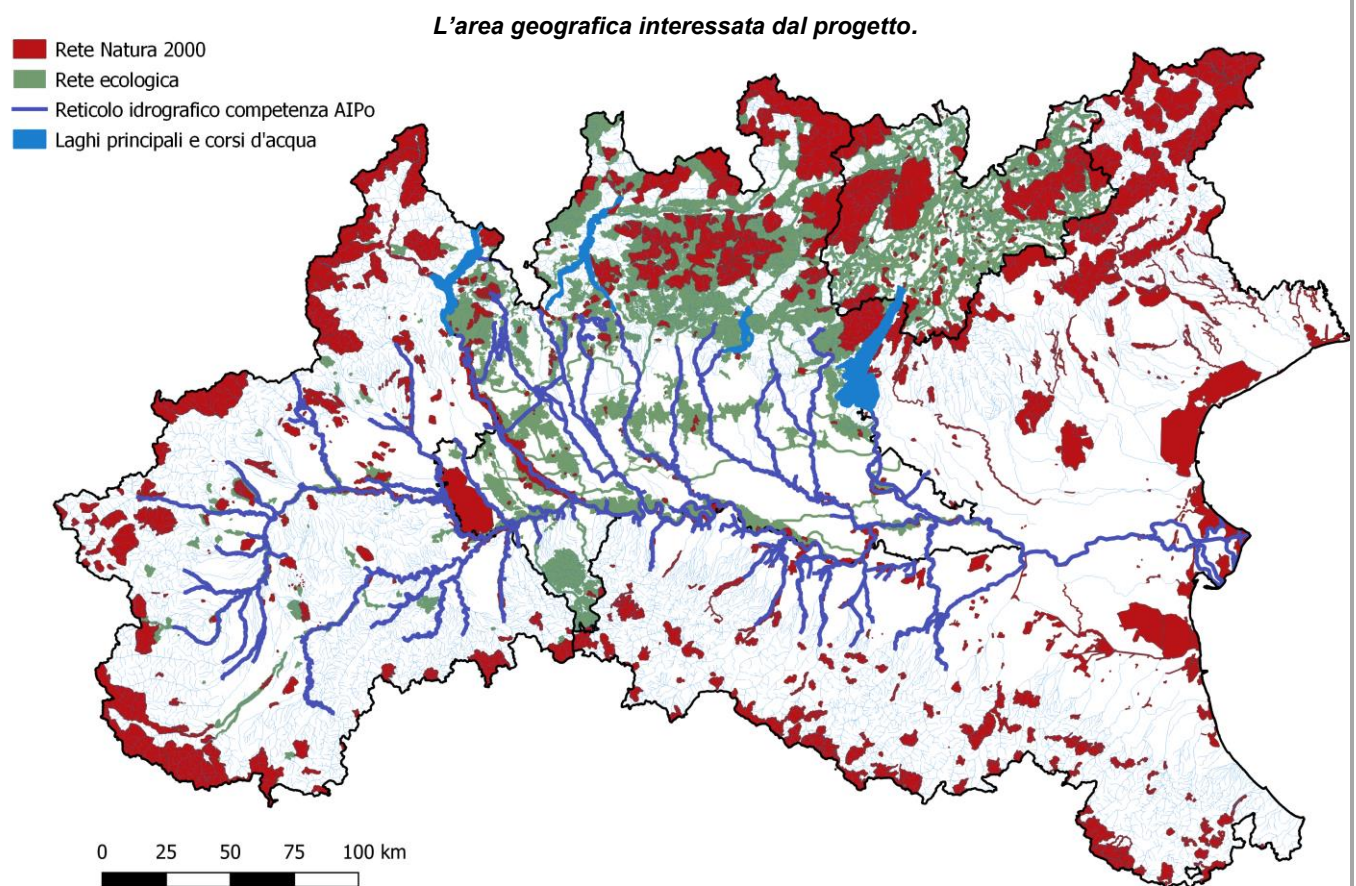 L’area geografica interessata dal progetto.
Rete Natura 2000
Rete ecologica
Reticolo idrografico competenza AIPo
Laghi principali e corsi d'acqua
0 25 50 75 100 km